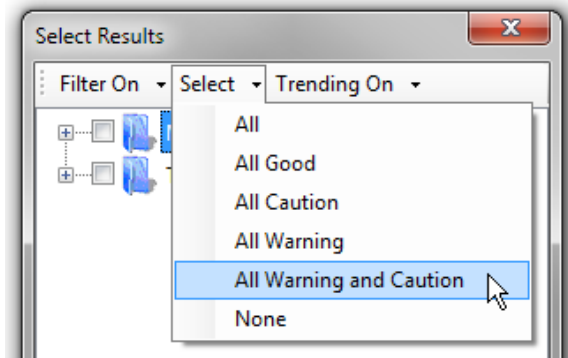 Select Results
Filter On Select Trending On
All
All Good
All Caution
All Warning
All Warning and Caution
None